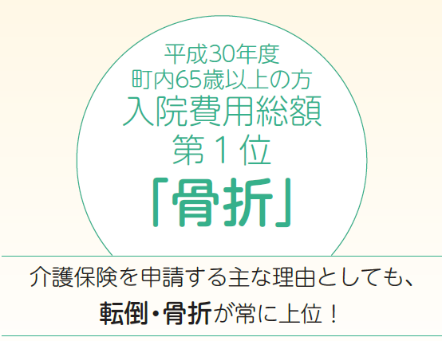 平成30年度
町内65歳以上の方
入院費用総額
第1位
「骨折」
介護保険を申請する主な理由としても、
転倒・骨折が常に上位！